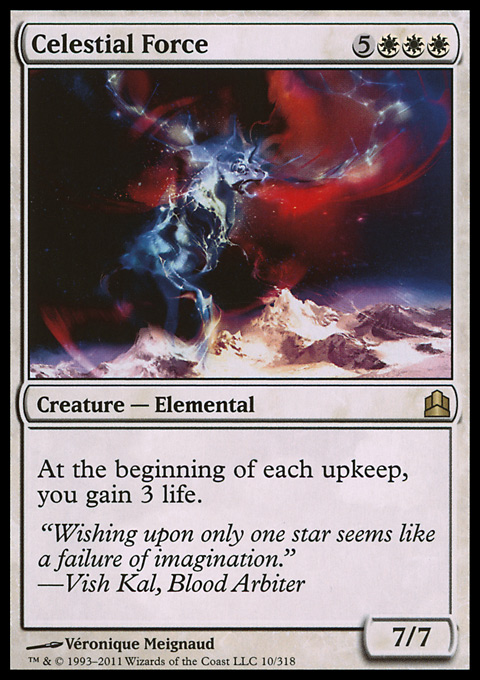 Celestial Force 5
Creature — Elemental
At the beginning of each upkeep,
you gain 3 life.
“Wishing upon only one star seems like
a failure of imagination.”
—Vish Kal, Blood Arbiter
7/7
Véronique Meignaud
™ & © 1993–2011 Wizards of the Coast LLC 10/318